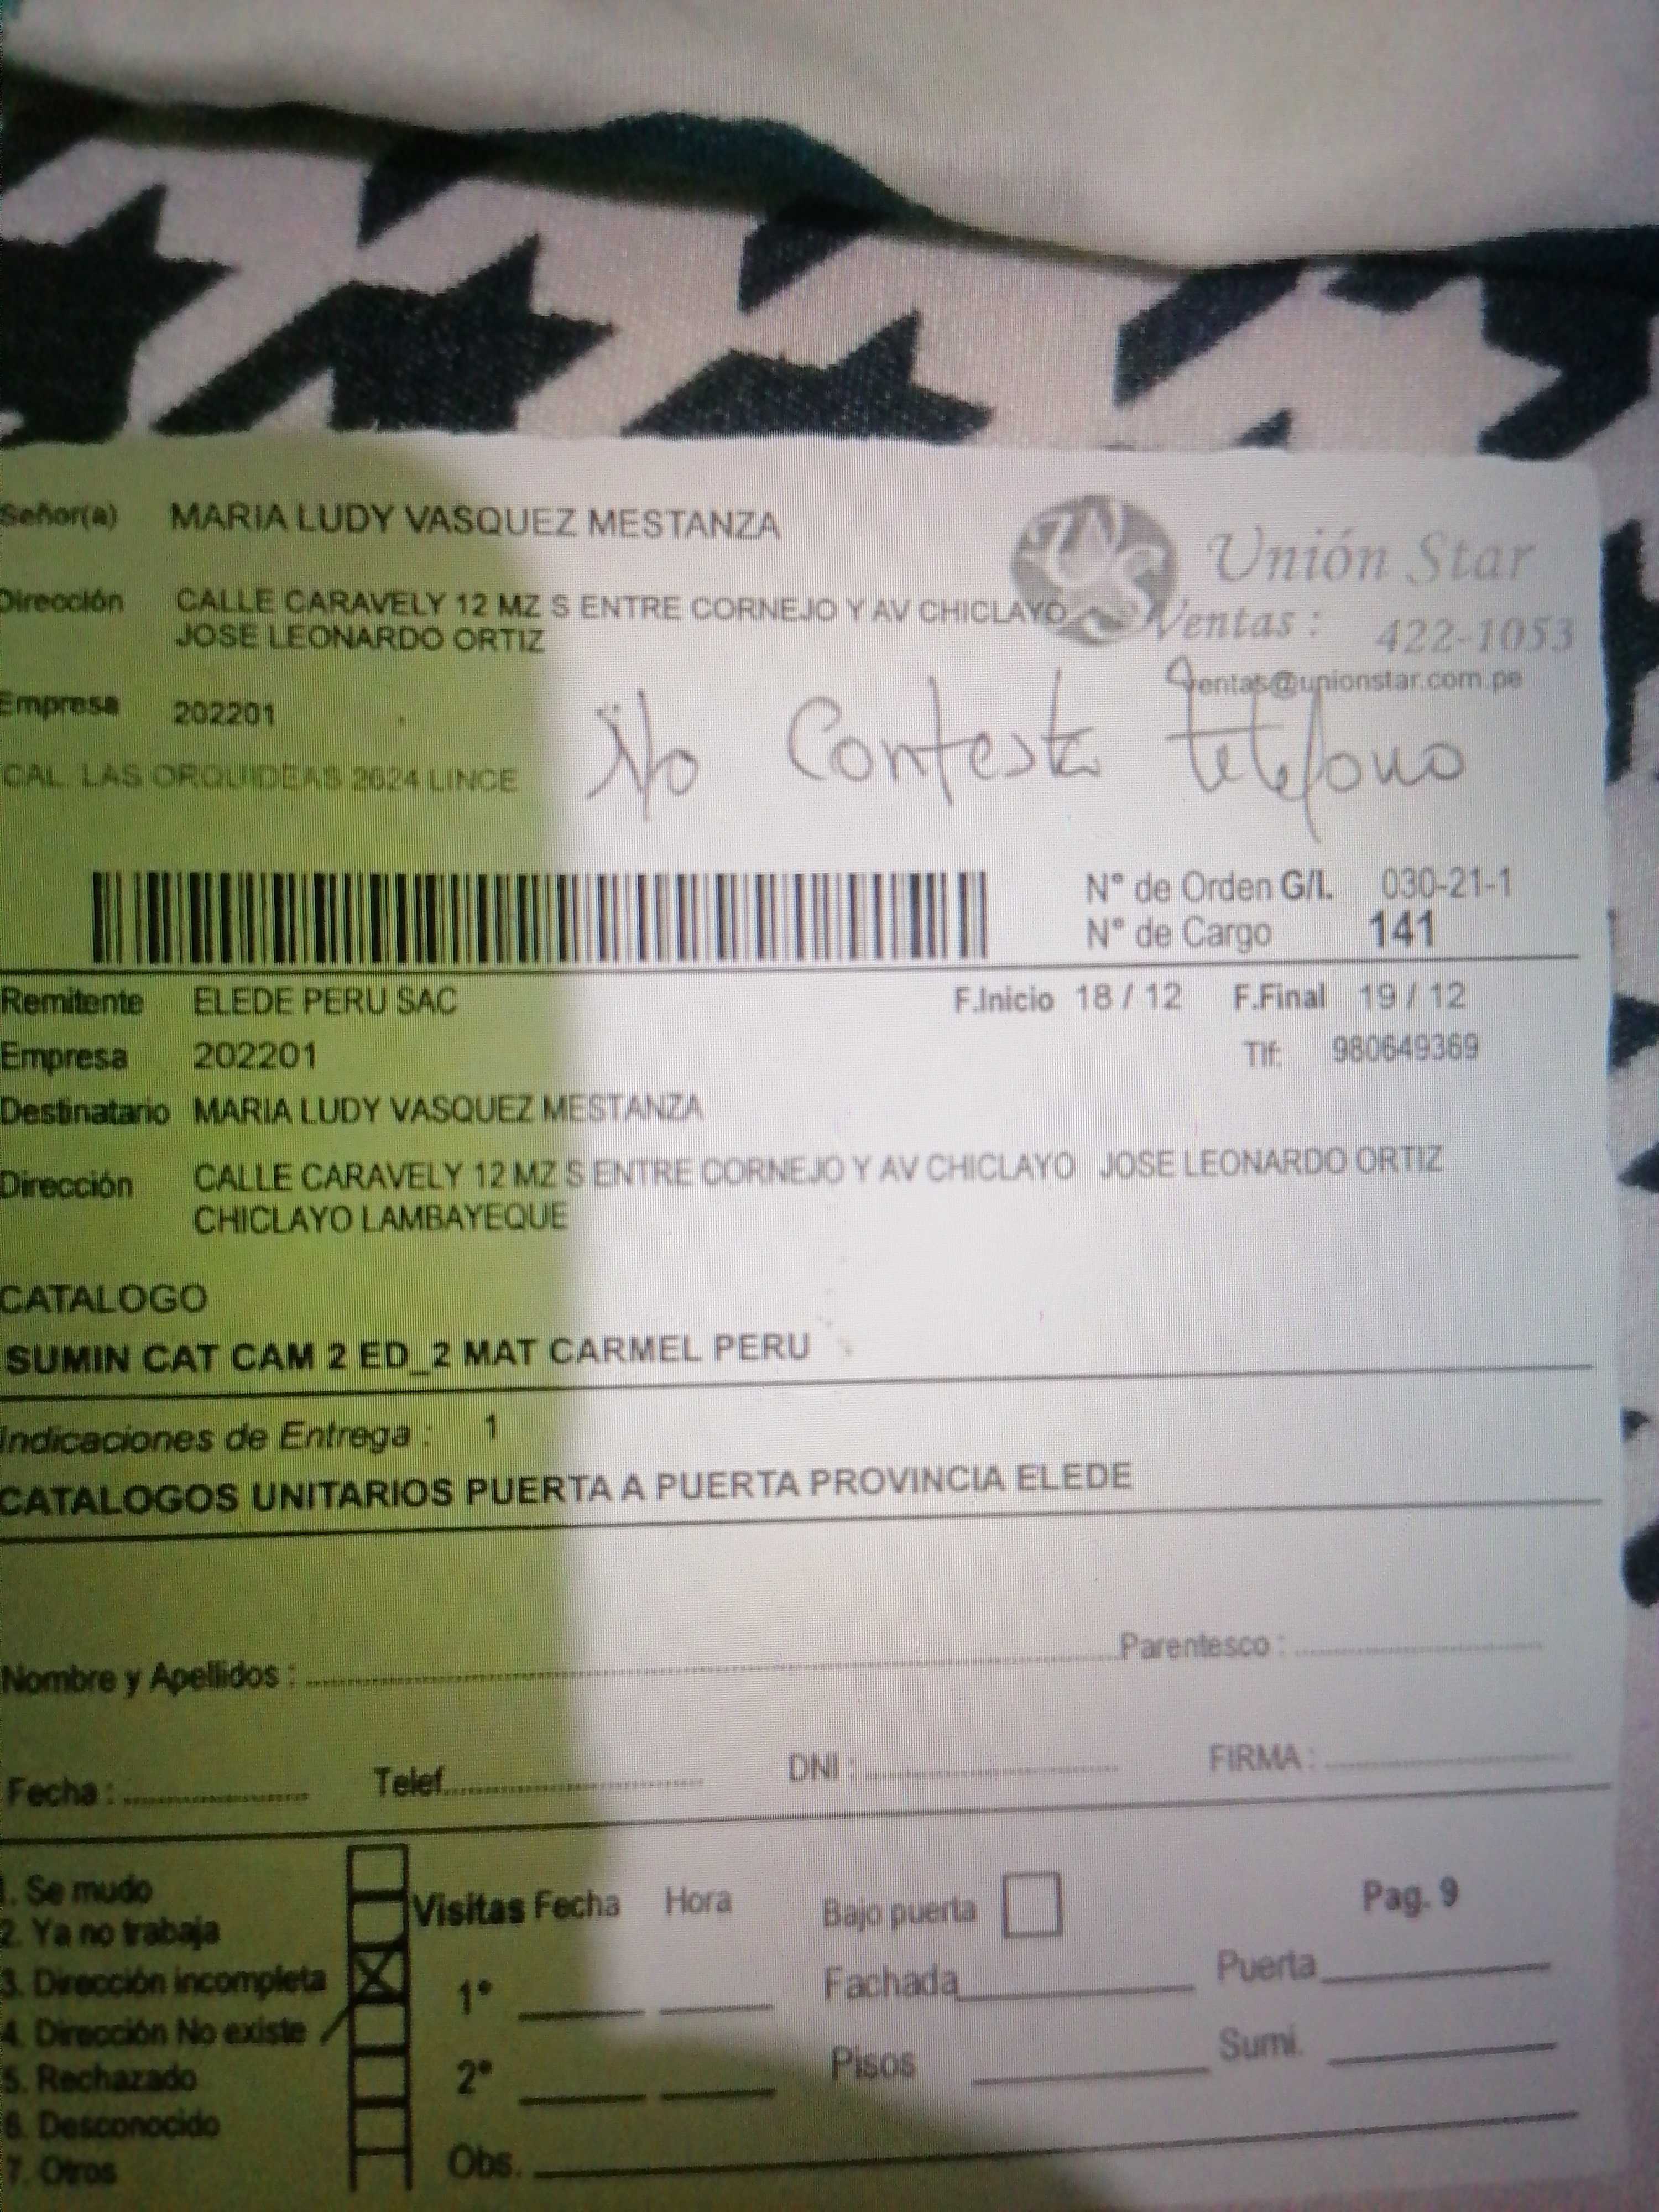 Señor(a) MARIA LUDY VASQUEZ MESTANZA
Unión Star
Dirección CALLE CARAVELY 12 MZ S ENTRE CORNEJO Y AV CHICLAYO
JOSE LEONARDO ORTIZ
Ventas : 422-1053
ventas@unionstar.com.pe
Empresa 202201
No Contesta telefono
CAL. LAS ORQUIDEAS 2624 LINCE
N° de Orden G/I. 030-21-1
N° de Cargo 141
Remitente ELEDE PERU SAC F.Inicio 18 / 12 F.Final 19 / 12
Empresa 202201 Tlf: 980649369
Destinatario MARIA LUDY VASQUEZ MESTANZA
Dirección CALLE CARAVELY 12 MZ S ENTRE CORNEJO Y AV CHICLAYO JOSE LEONARDO ORTIZ
CHICLAYO LAMBAYEQUE
CATALOGO
SUMIN CAT CAM 2 ED_2 MAT CARMEL PERU
Indicaciones de Entrega : 1
CATALOGOS UNITARIOS PUERTA A PUERTA PROVINCIA ELEDE
Nombre y Apellidos : Parentesco :
Fecha : Telef. DNI : FIRMA :
1. Se mudo
2. Ya no trabaja
3. Dirección incompleta X
4. Dirección No existe
5. Rechazado
6. Desconocido
7. Otros
Visitas Fecha Hora
1°
2°
Obs.
Bajo puerta Pag. 9
Fachada Puerta
Pisos Sumi.